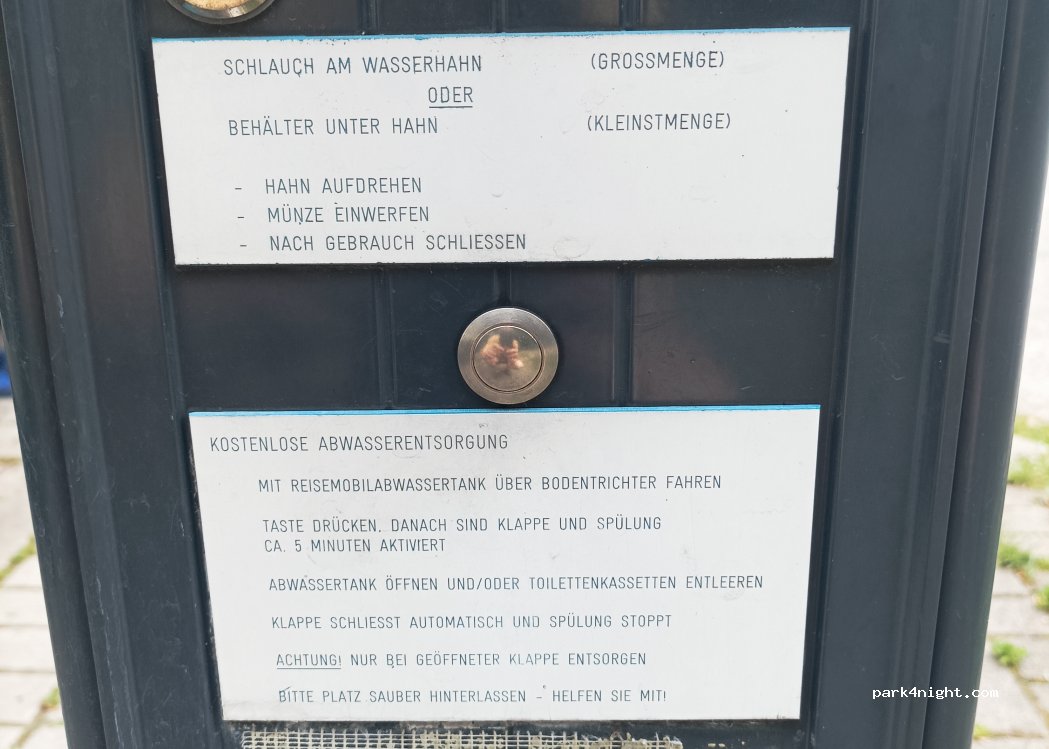 SCHLAUCH AM WASSERHAHN (GROSSMENGE)
ODER
BEHÄLTER UNTER HAHN (KLEINSTMENGE)
- HAHN AUFDREHEN
- MÜNZE EINWERFEN
- NACH GEBRAUCH SCHLIESSEN
KOSTENLOSE ABWASSERENTSORGUNG
MIT REISEMOBILABWASSERTANK ÜBER BODENTRICHTER FAHREN
TASTE DRÜCKEN, DANACH SIND KLAPPE UND SPÜLUNG
CA. 5 MINUTEN AKTIVIERT
ABWASSERTANK ÖFFNEN UND/ODER TOILETTENKASSETTEN ENTLEEREN
KLAPPE SCHLIESST AUTOMATISCH UND SPÜLUNG STOPPT
ACHTUNG! NUR BEI GEÖFFNETER KLAPPE ENTSORGEN
BITTE PLATZ SAUBER HINTERLASSEN - HELFEN SIE MIT!
park4night.com